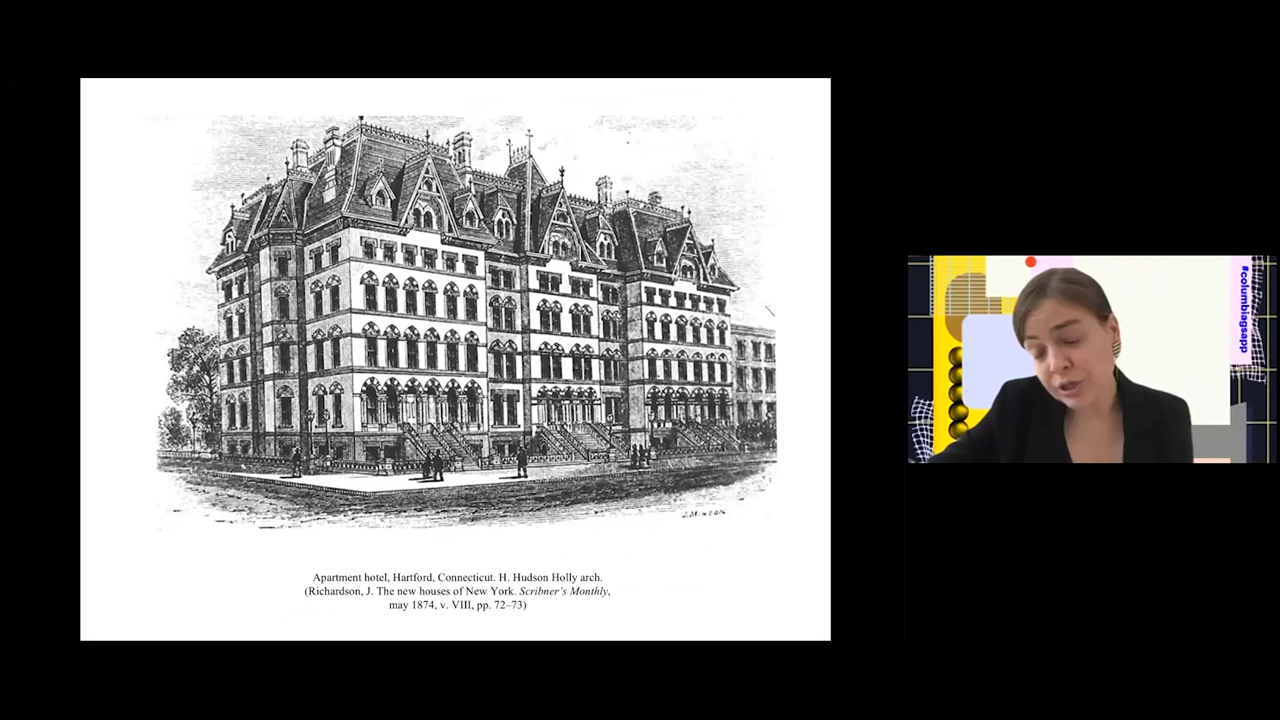 J. MINTON
Apartment hotel, Hartford, Connecticut. H. Hudson Holly arch.
(Richardson, J. The new houses of New York. Scribner's Monthly,
may 1874, v. VIII, pp. 72–73)
#columbiagsapp